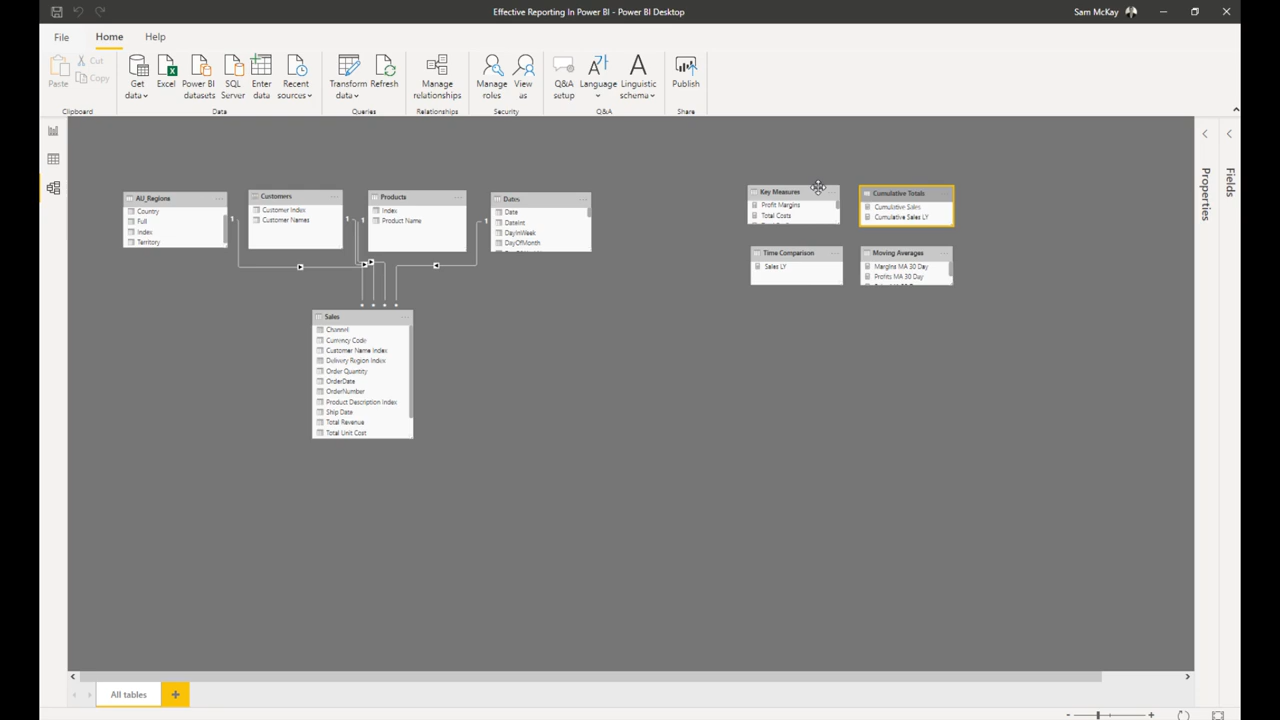 Effective Reporting In Power BI - Power BI Desktop
Sam McKay
File
Home
Help
Paste
Cut
Copy
Get data
Excel
Power BI datasets
SQL Server
Enter data
Recent sources
Transform data
Refresh
Manage relationships
Manage roles
View as
Q&A setup
Language
Linguistic schema
Publish
Clipboard
Data
Queries
Relationships
Security
Q&A
Share
Properties
Fields
AU_Regions
Country
Full
Index
Territory
Customers
Customer Index
Customer Names
Products
Index
Product Name
Dates
Date
DateInt
DayInWeek
DayOfMonth
1
1
1
1
Sales
Channel
Currency Code
Customer Name Index
Delivery Region Index
Order Quantity
OrderDate
OrderNumber
Product Description Index
Ship Date
Total Revenue
Total Unit Cost
Key Measures
Profit Margins
Total Costs
Cumulative Totals
Cumulative Sales
Cumulative Sales LY
Time Comparison
Sales LY
Moving Averages
Margins MA 30 Day
Profits MA 30 Day
All tables